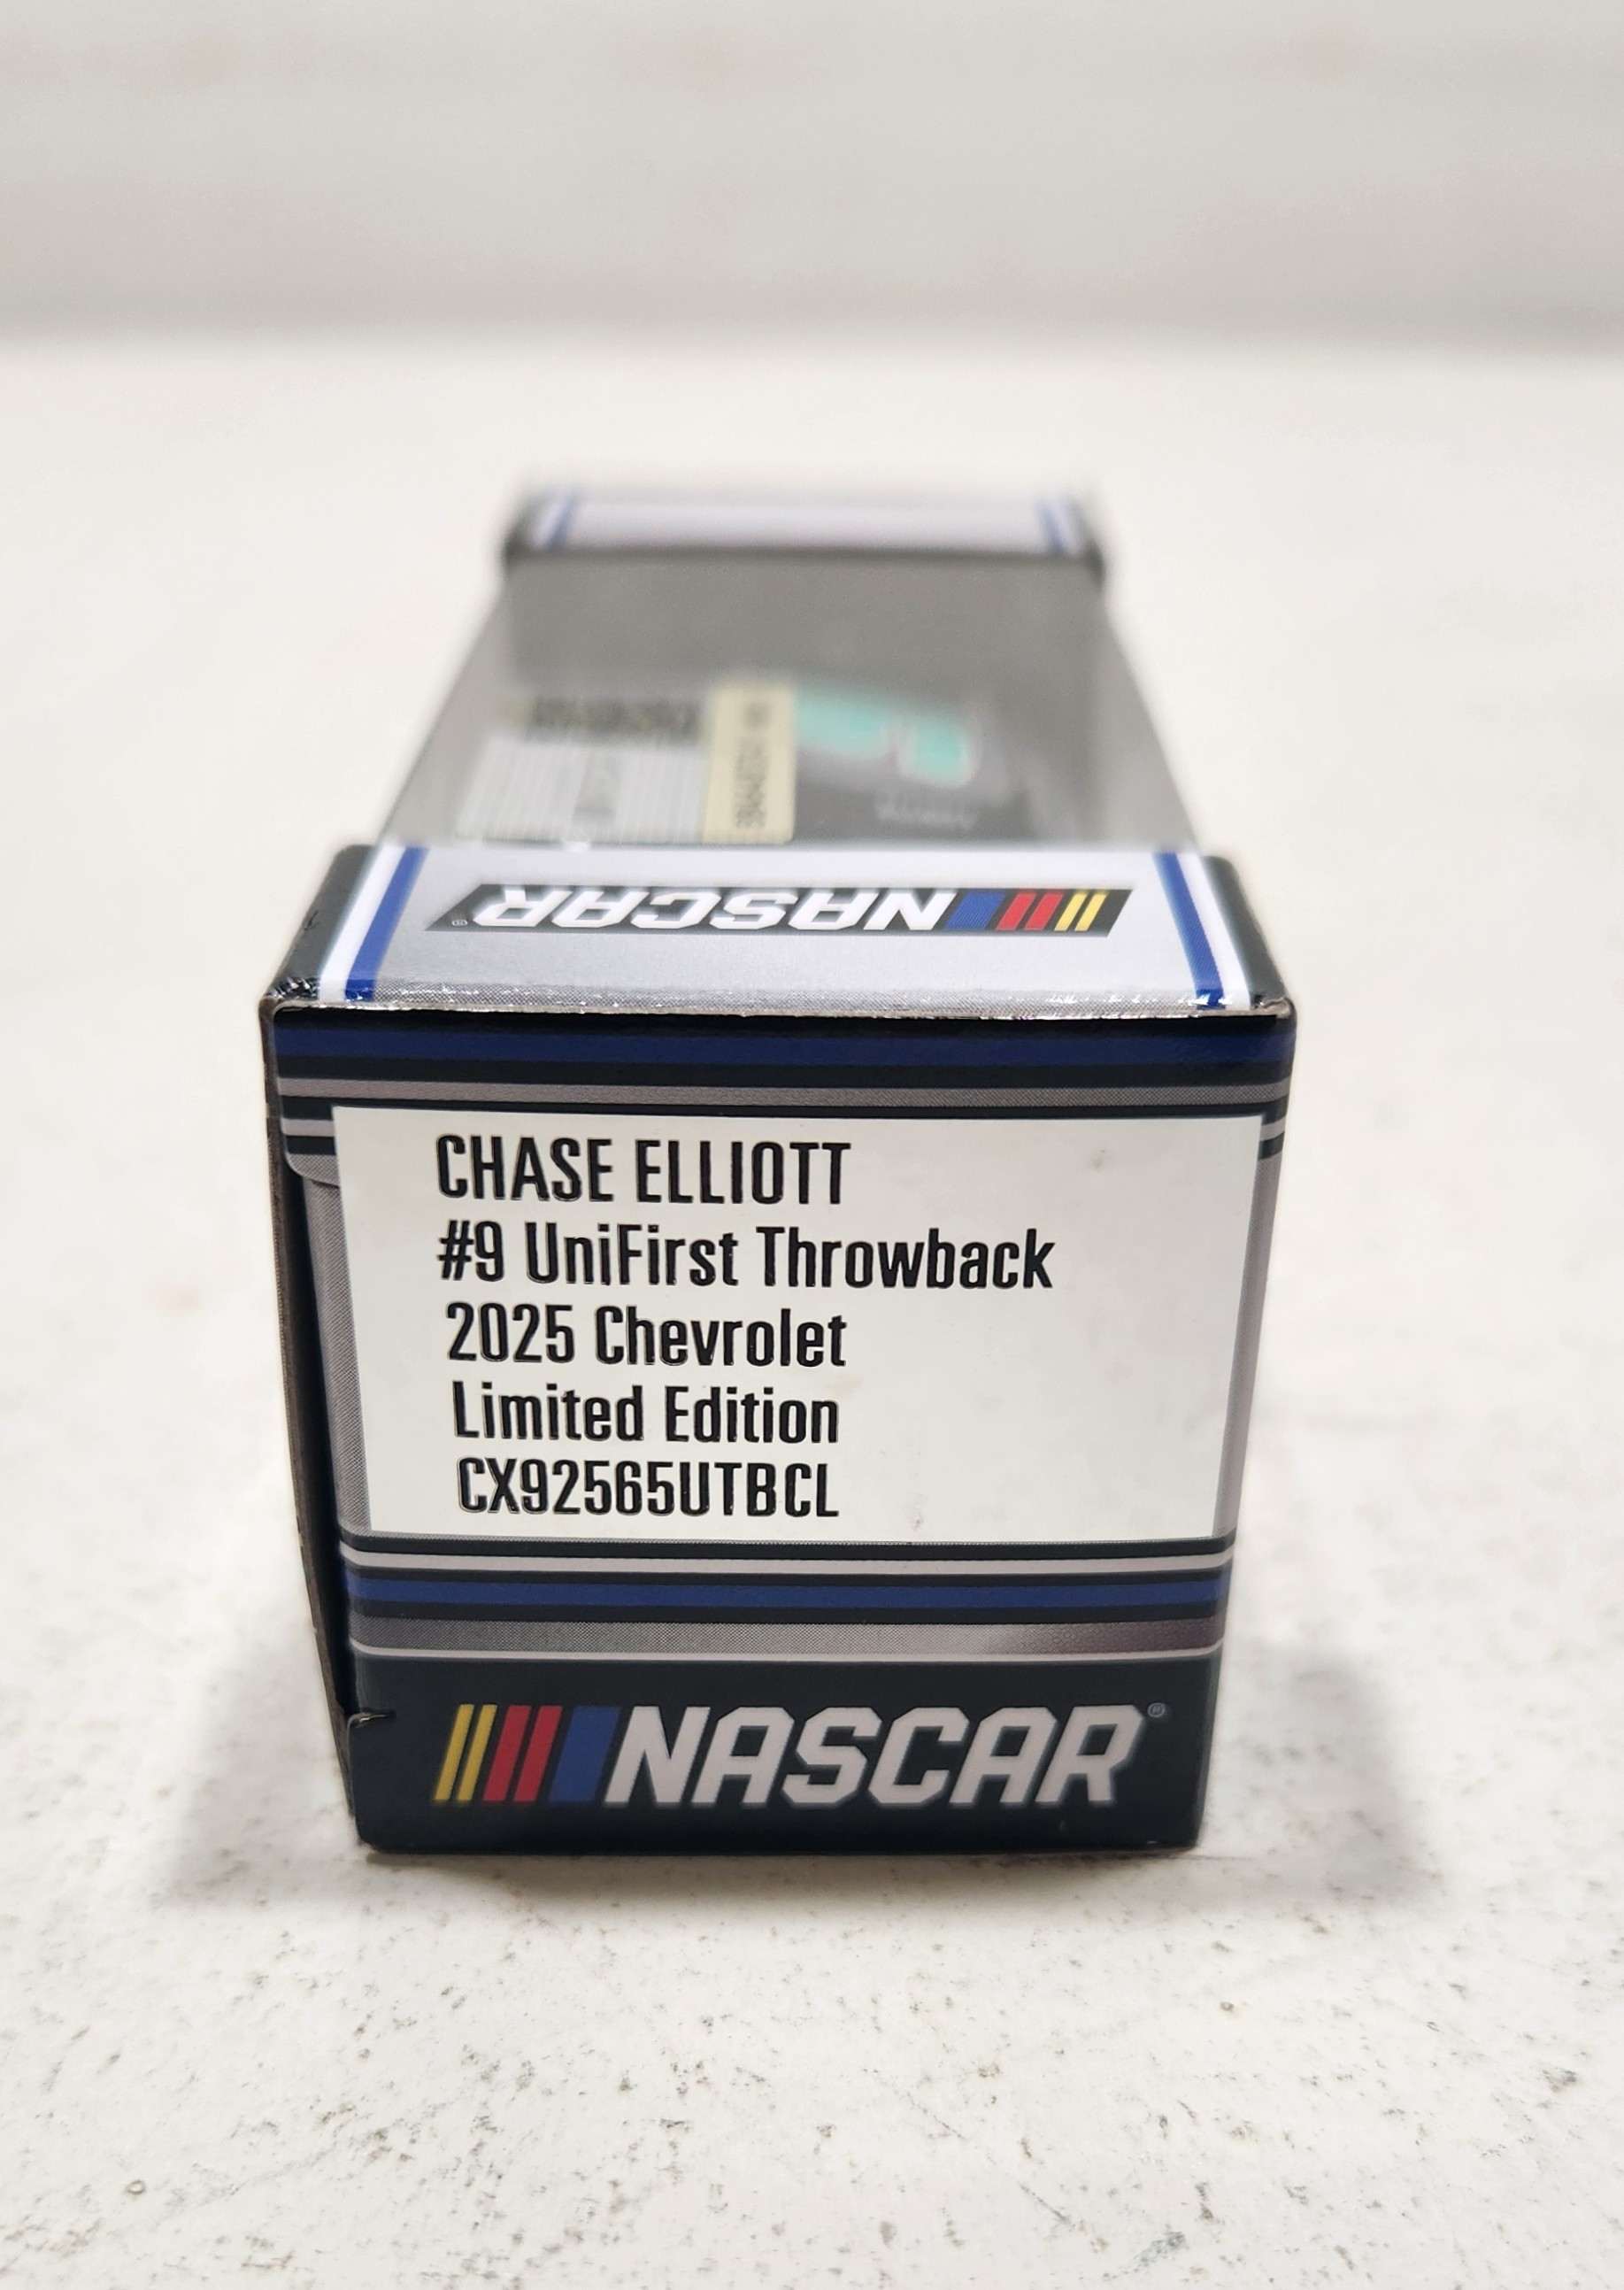 NASCAR®
CHASE ELLIOTT
#9 UniFirst Throwback
2025 Chevrolet
Limited Edition
CX92565UTBCL
NASCAR®